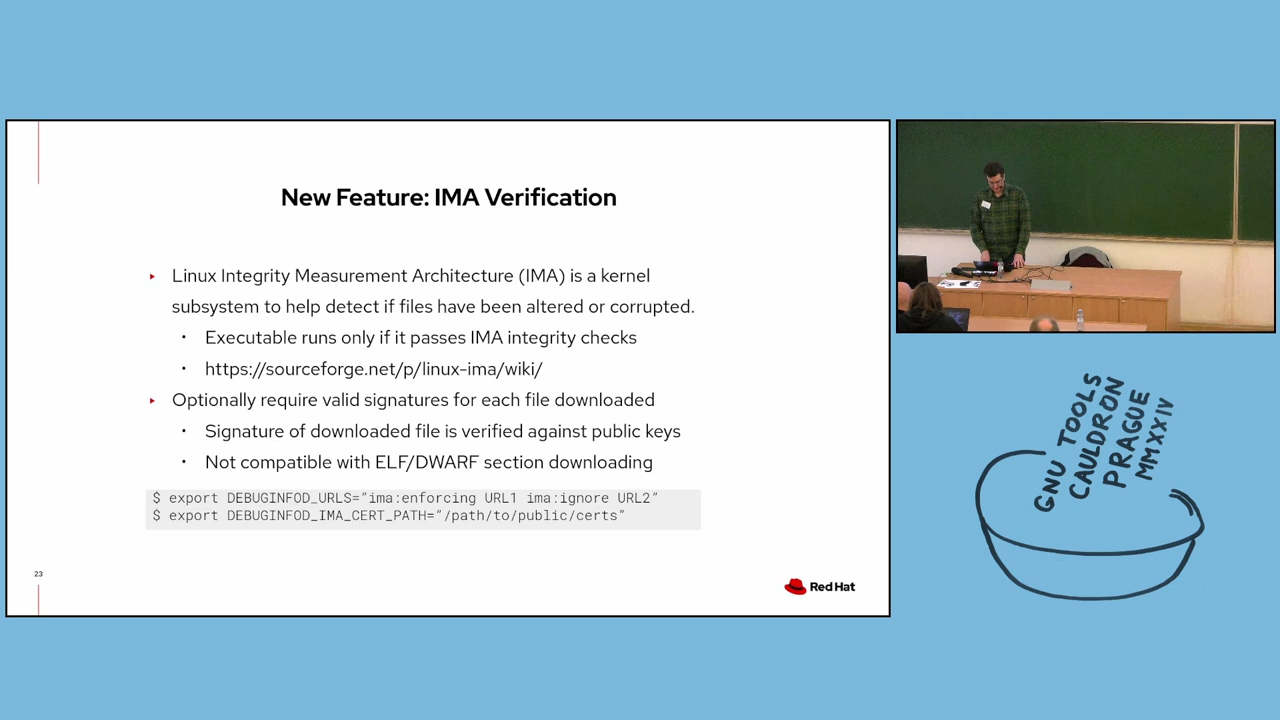 New Feature: IMA Verification
Linux Integrity Measurement Architecture (IMA) is a kernel
subsystem to help detect if files have been altered or corrupted.
Executable runs only if it passes IMA integrity checks
https://sourceforge.net/p/linux-ima/wiki/
Optionally require valid signatures for each file downloaded
Signature of downloaded file is verified against public keys
Not compatible with ELF/DWARF section downloading
$ export DEBUGINFOD_URLS="ima:enforcing URL1 ima:ignore URL2"
$ export DEBUGINFOD_IMA_CERT_PATH="/path/to/public/certs"
23
Red Hat
GNU TOOLS
CAULDRON
PRAGUE
MMXXIV